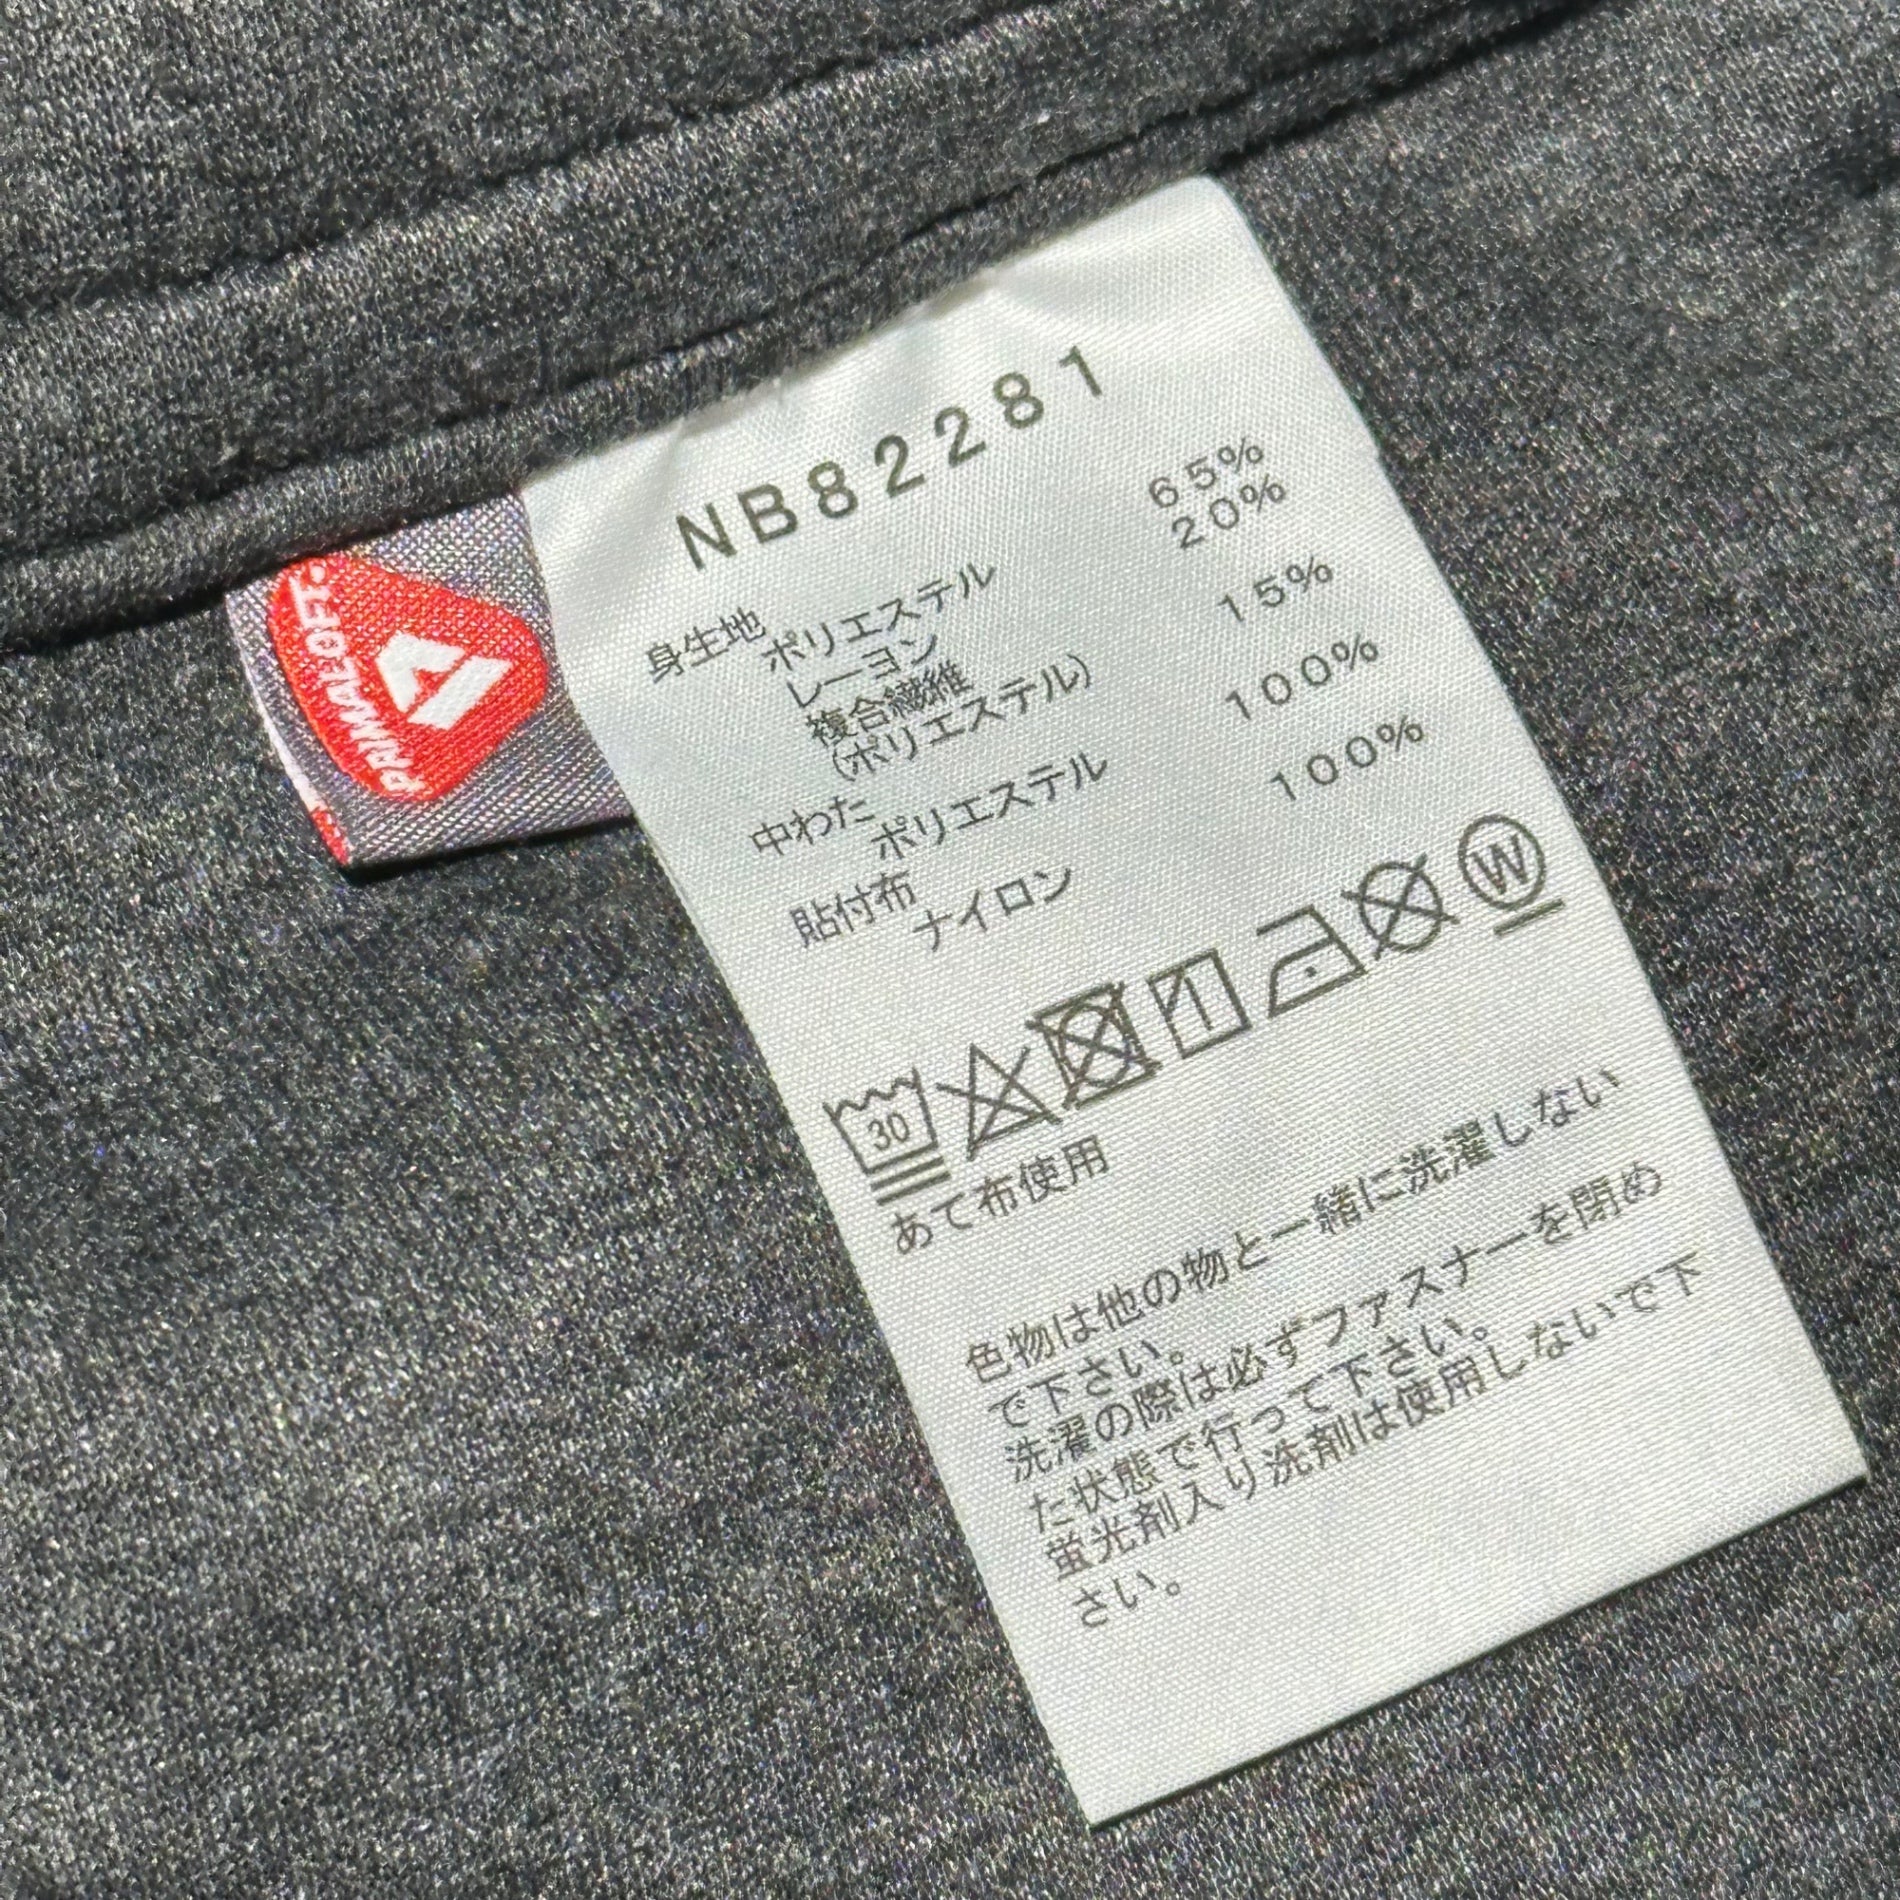 NB82281
身生地
ポリエステル 65%
レーヨン 20%
複合繊維
(ポリエステル) 15%
中わた
ポリエステル 100%
貼付布
ナイロン 100%
30 W
あて布使用
色物は他の物と一緒に洗濯しない
で下さい。
洗濯の際は必ずファスナーを閉め
た状態で行って下さい。
蛍光剤入り洗剤は使用しないで下
さい。
PRIMALOFT